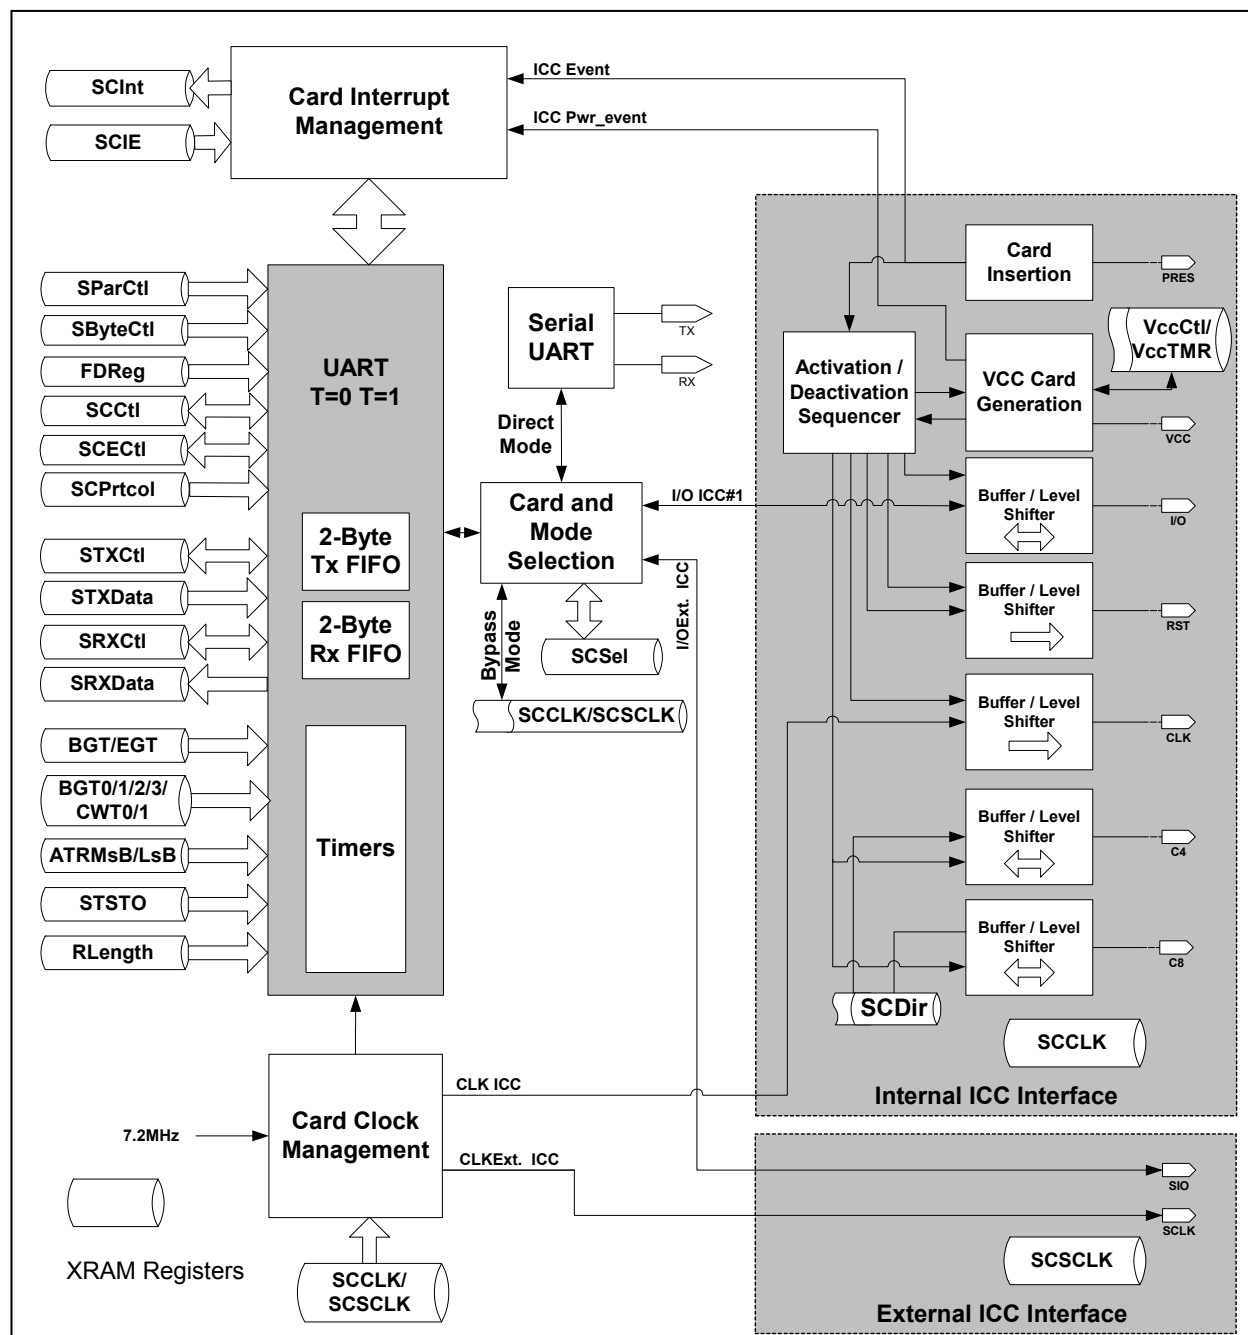 SCInt
SCIE
Card Interrupt
Management
ICC Event
ICC Pwr_event
SParCtl
SByteCtl
FDReg
SCCtl
SCECtl
SCPrtcol
STXCtl
STXData
SRXCtl
SRXData
BGT/EGT
BGT0/1/2/3/
CWT0/1
ATRMsB/LsB
STSTO
RLength
UART
T=0 T=1
2-Byte
Tx FIFO
2-Byte
Rx FIFO
Timers
Serial
UART
TX
RX
Direct
Mode
Card and
Mode
Selection
I/O ICC#1
I/OExt. ICC
Bypass
Mode
SCSel
SCCLK/SCSCLK
Card
Insertion
PRES
Activation /
Deactivation
Sequencer
VCC Card
Generation
VccCtl/
VccTMR
VCC
Buffer / Level
Shifter
I/O
Buffer / Level
Shifter
RST
Buffer / Level
Shifter
CLK
Buffer / Level
Shifter
C4
Buffer / Level
Shifter
C8
SCDir
SCCLK
Internal ICC Interface
Card Clock
Management
7.2MHz
CLK ICC
CLKExt. ICC
SIO
SCLK
SCSCLK
External ICC Interface
XRAM Registers
SCCLK/
SCSCLK